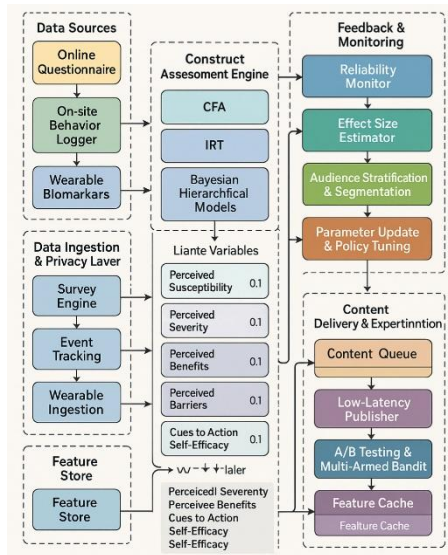 Data Sources
Online
Questionnaire
On-site
Behavior
Logger
Wearable
Blomarkars
Data Ingestion
& Privacy Laver
Survey
Engine
Event
Tracking
Wearable
Ingestion
Feature
Store
Feature
Store
Construct
Assessment Engine
CFA
IRT
Bayesian
Hierarchfical
Models
Liante Variables
Perceived
Susceptibility 0.1
Perceived
Severity 0.1
Perceived
Benefits 0.1
Perceived
Barriers 0.1
Cues to Action
Self-Efficacy 0.1
laler
Perceicedl Severenty
Perceivee Benefits
Cues to Action
Self-Efficacy
Self-Efficacy
Feedback &
Monitoring
Reliability
Monitor
Effect Size
Estimator
Audience Stratification
& Segmentation
Parameter Update
& Policy Tuning
Content
Delivery & Expertinntion
Content Queue
Low-Latency
Publisher
A/B Testing &
Multi-Armed Bandit
Feature Cache
Fealture Cache